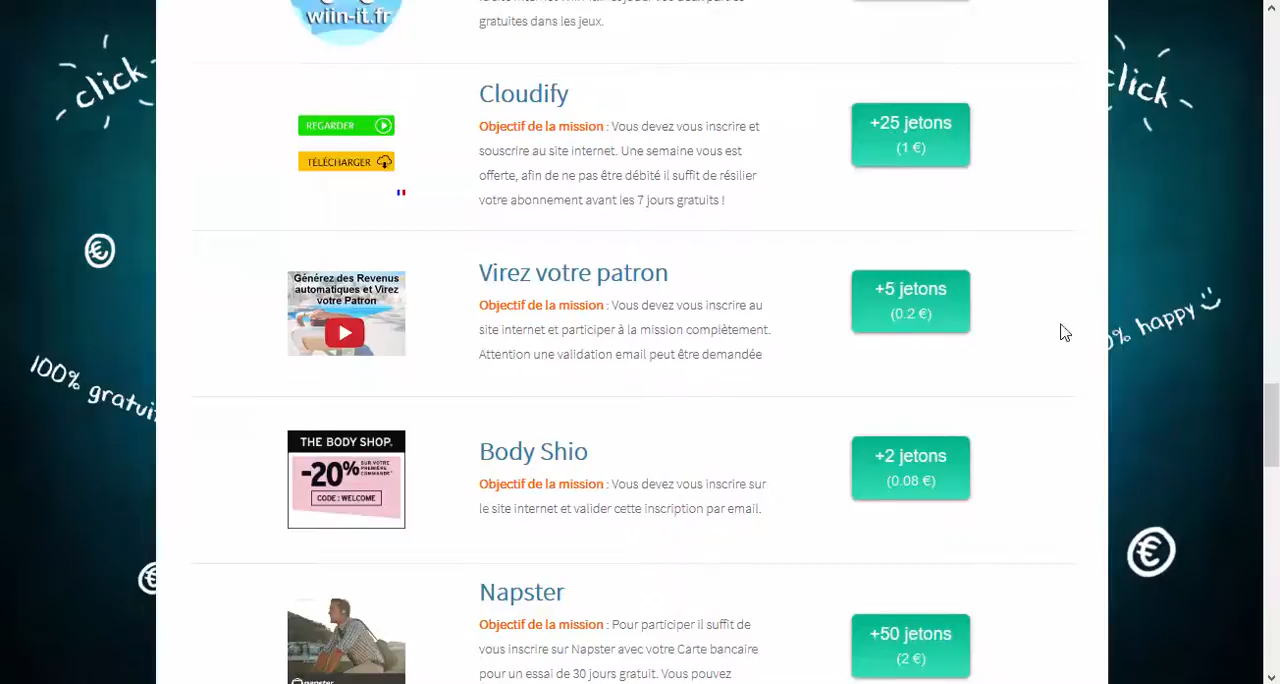 wiin-it.fr
gratuites dans les jeux.
click
click
Cloudify
REGARDER
TÉLÉCHARGER
Objectif de la mission : Vous devez vous inscrire et
souscrire au site internet. Une semaine vous est
offerte, afin de ne pas être débité il suffit de résilier
votre abonnement avant les 7 jours gratuits !
+25 jetons
(1 €)
€
Générez des Revenus
automatiques et Virez
votre Patron
Virez votre patron
Objectif de la mission : Vous devez vous inscrire au
site internet et participer à la mission complètement.
Attention une validation email peut être demandée
+5 jetons
(0.2 €)
% happy
100% gratui
THE BODY SHOP.
-20%
SUR VOTRE
PREMIÈRE
COMMANDE*
CODE : WELCOME
Body Shio
Objectif de la mission : Vous devez vous inscrire sur
le site internet et valider cette inscription par email.
+2 jetons
(0.08 €)
€
€
napster
Napster
Objectif de la mission : Pour participer il suffit de
vous inscrire sur Napster avec votre Carte bancaire
pour un essai de 30 jours gratuit. Vous pouvez
+50 jetons
(2 €)